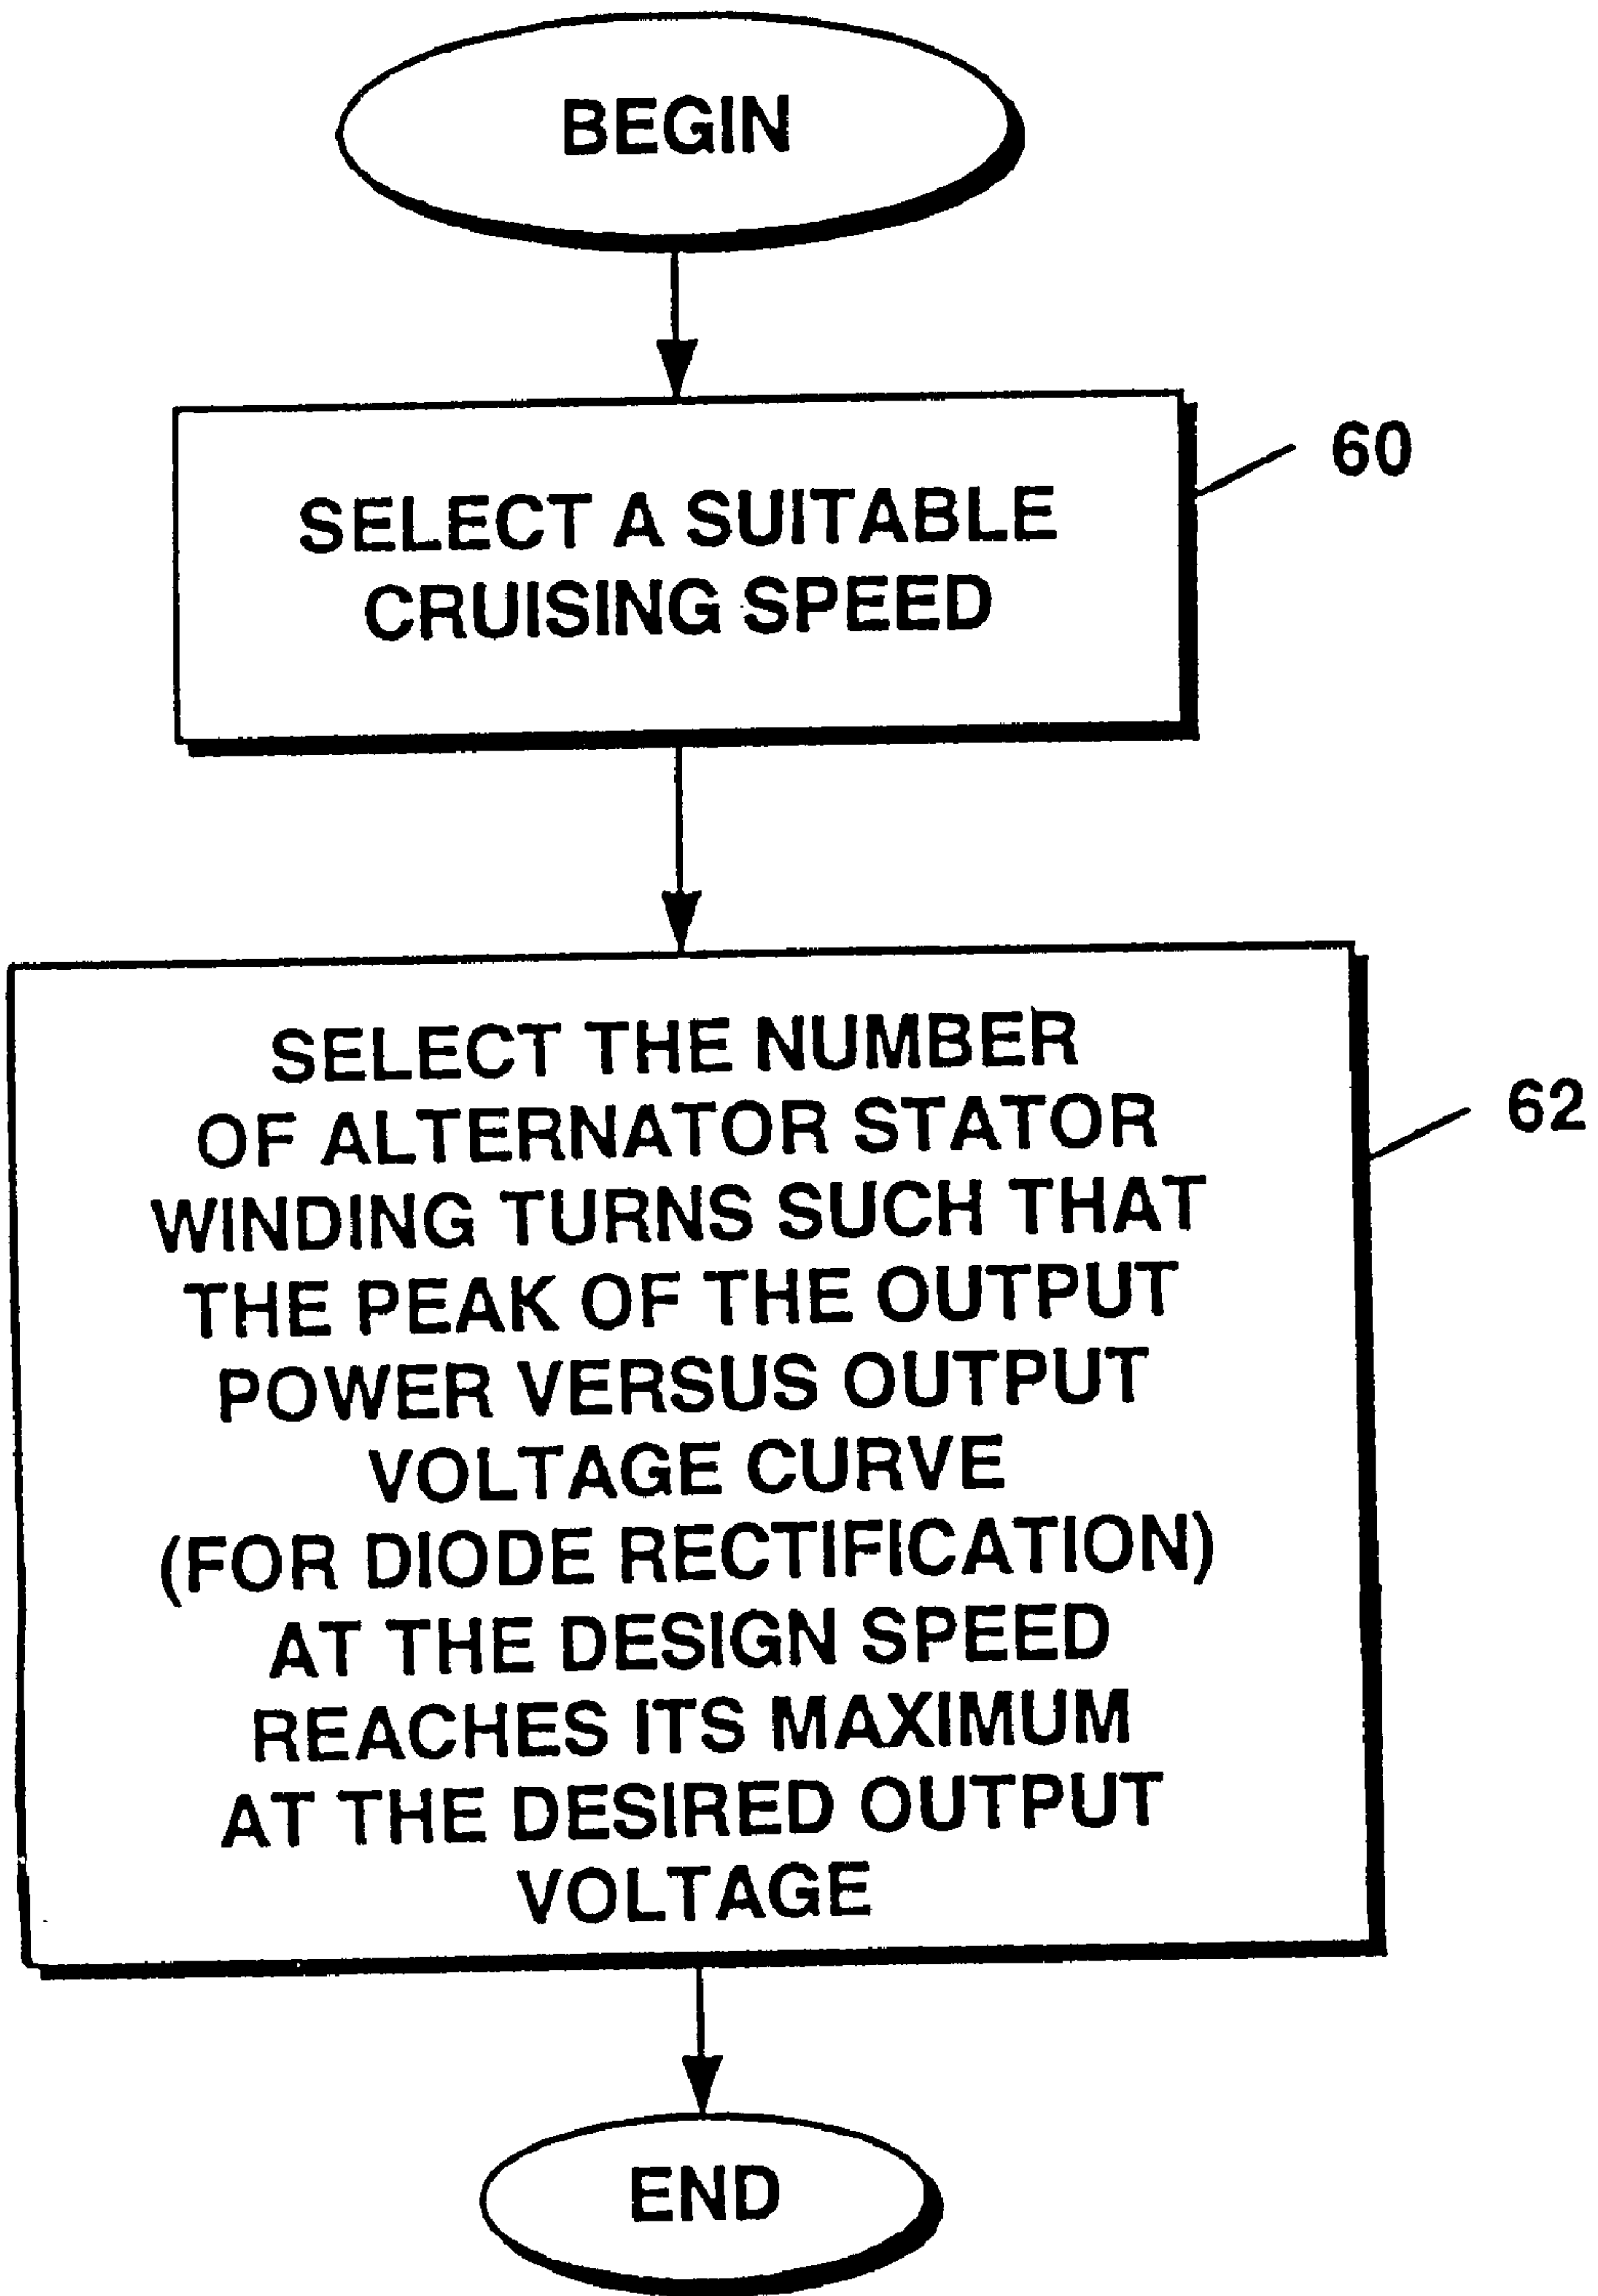 BEGIN
SELECT A SUITABLE
CRUISING SPEED
60
SELECT THE NUMBER
OF ALTERNATOR STATOR
WINDING TURNS SUCH THAT
THE PEAK OF THE OUTPUT
POWER VERSUS OUTPUT
VOLTAGE CURVE
(FOR DIODE RECTIFICATION)
AT THE DESIGN SPEED
REACHES ITS MAXIMUM
AT THE DESIRED OUTPUT
VOLTAGE
62
END